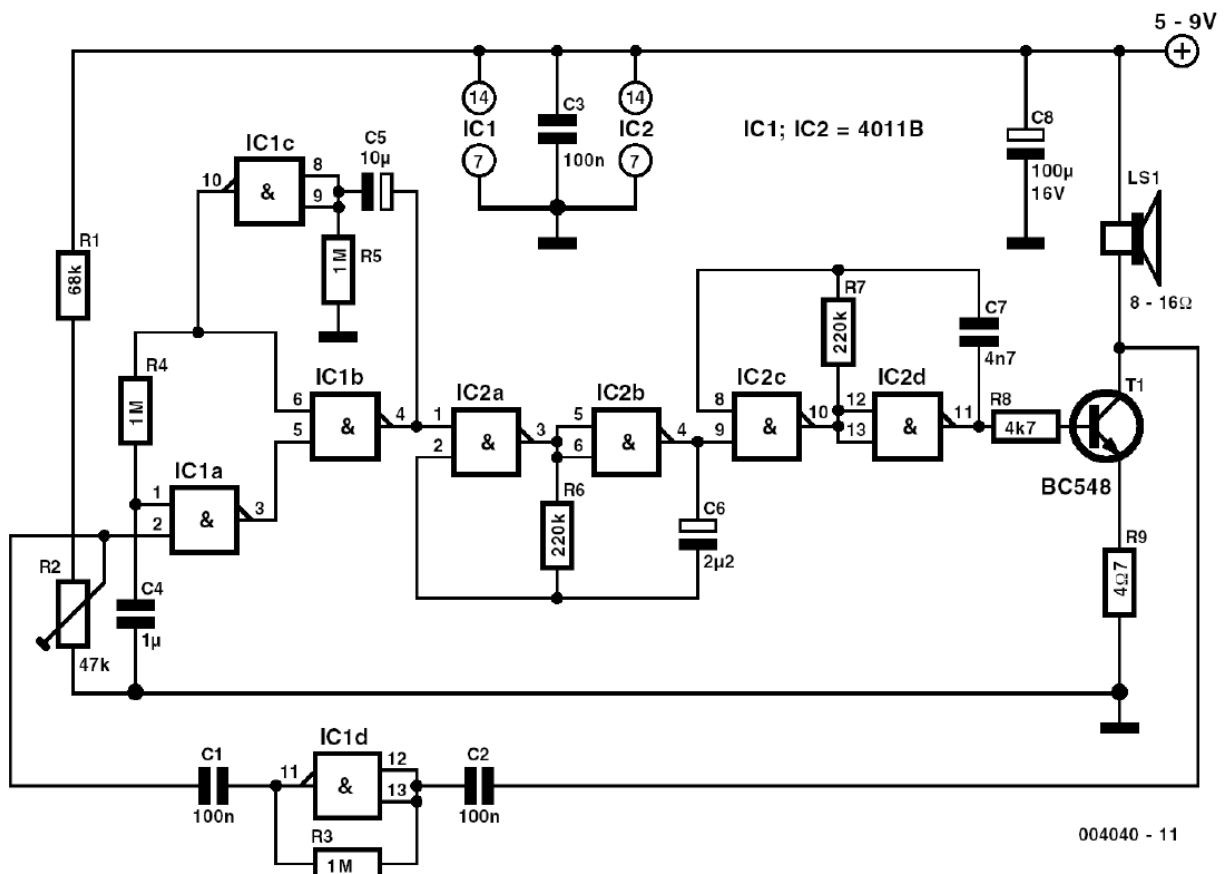 5 - 9V
+
14
IC1
7
C3
100n
14
IC2
7
IC1; IC2 = 4011B
C8
100µ
16V
LS1
8 - 16Ω
IC1c
10
&
8
9
C5
10µ
1M
R5
R1
68k
R4
1M
IC1b
6
5
&
4
IC1a
1
2
&
3
R2
47k
C4
1µ
IC2a
1
2
&
3
IC2b
5
6
&
4
R6
220k
C6
2µ2
IC2c
8
9
&
10
R7
220k
IC2d
12
13
&
11
C7
4n7
R8
4k7
T1
BC548
R9
4Ω7
C1
100n
IC1d
11
&
12
13
C2
100n
R3
1M
004040 - 11